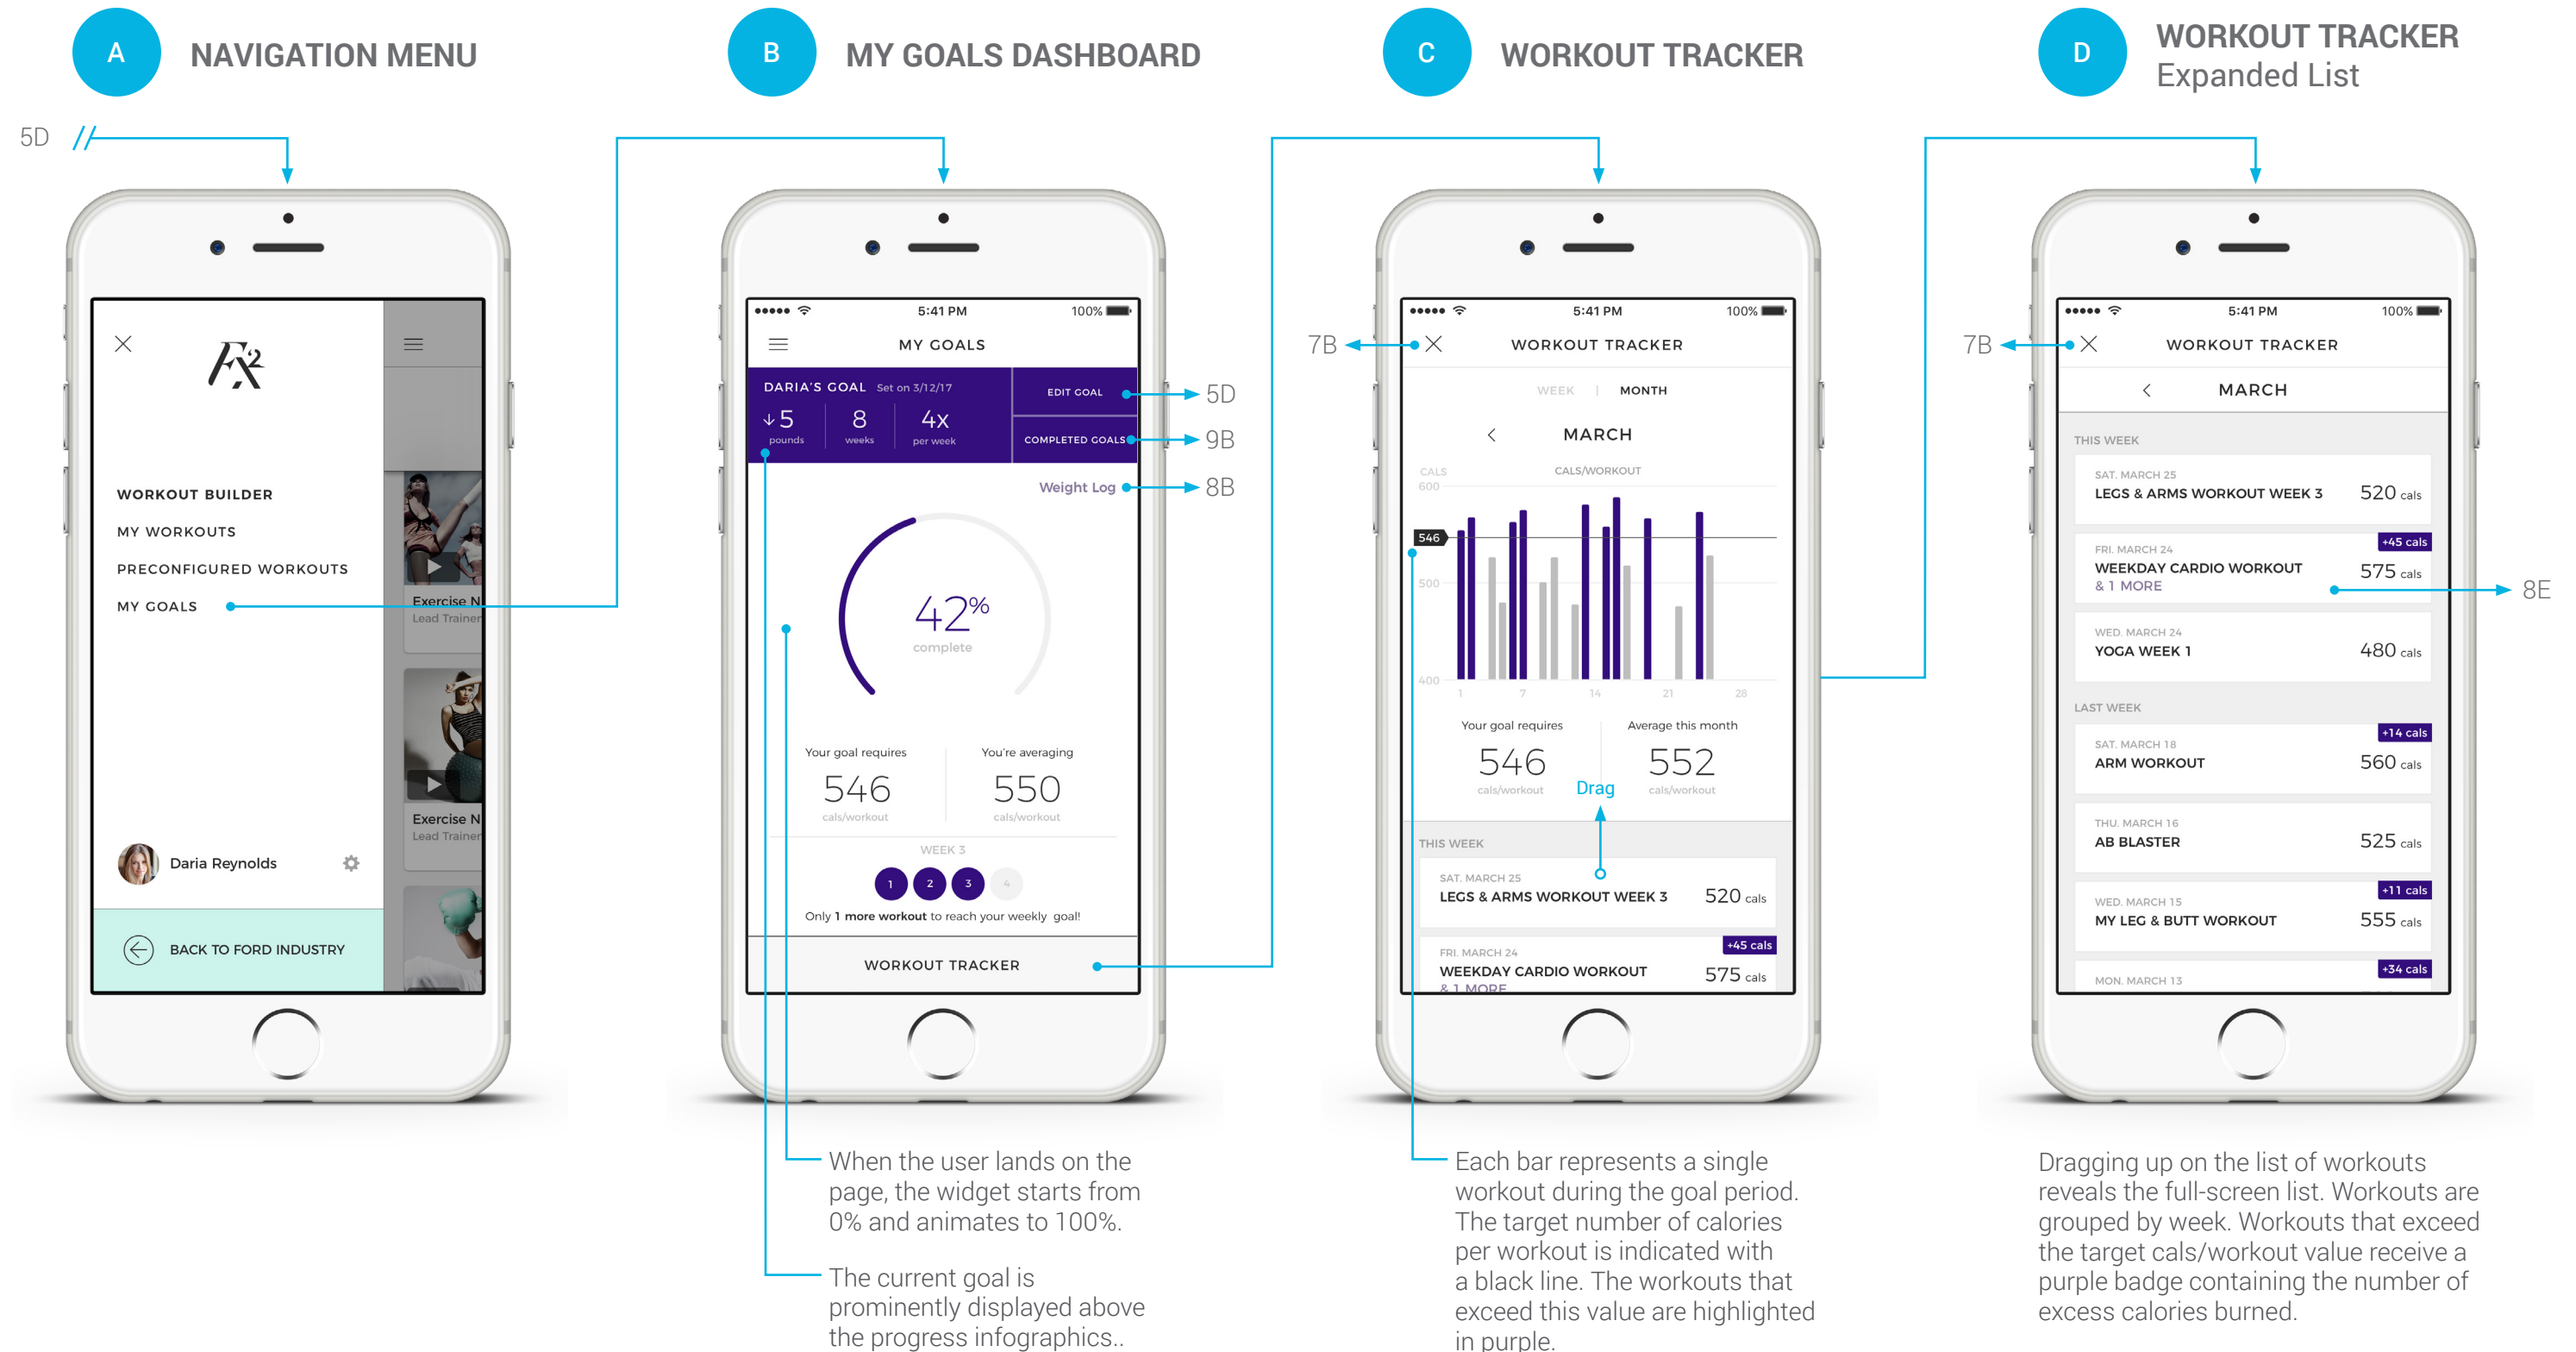 A
NAVIGATION MENU
B
MY GOALS DASHBOARD
C
WORKOUT TRACKER
D
WORKOUT TRACKER
Expanded List
5D
FX2
WORKOUT BUILDER
MY WORKOUTS
PRECONFIGURED WORKOUTS
MY GOALS
Exercise N
Lead Trainer
Exercise N
Lead Trainer
Daria Reynolds
BACK TO FORD INDUSTRY
5:41 PM
100%
MY GOALS
DARIA'S GOAL Set on 3/12/17
↓5
pounds
8
weeks
4x
per week
EDIT GOAL
5D
COMPLETED GOALS
9B
Weight Log
8B
42%
complete
Your goal requires
546
cals/workout
You're averaging
550
cals/workout
WEEK 3
1 2 3 4
Only 1 more workout to reach your weekly goal!
WORKOUT TRACKER
When the user lands on the
page, the widget starts from
0% and animates to 100%.
The current goal is
prominently displayed above
the progress infographics..
5:41 PM
100%
7B
WORKOUT TRACKER
WEEK | MONTH
< MARCH
CALS
CALS/WORKOUT
600
546
500
400
1 7 14 21 28
Your goal requires
546
cals/workout
Average this month
552
cals/workout
Drag
THIS WEEK
SAT. MARCH 25
LEGS & ARMS WORKOUT WEEK 3
520 cals
+45 cals
FRI. MARCH 24
WEEKDAY CARDIO WORKOUT
575 cals
& 1 MORE
Each bar represents a single
workout during the goal period.
The target number of calories
per workout is indicated with
a black line. The workouts that
exceed this value are highlighted
in purple.
5:41 PM
100%
7B
WORKOUT TRACKER
< MARCH
THIS WEEK
SAT. MARCH 25
LEGS & ARMS WORKOUT WEEK 3
520 cals
+45 cals
FRI. MARCH 24
WEEKDAY CARDIO WORKOUT
575 cals
& 1 MORE
8E
WED. MARCH 24
YOGA WEEK 1
480 cals
LAST WEEK
+14 cals
SAT. MARCH 18
ARM WORKOUT
560 cals
THU. MARCH 16
AB BLASTER
525 cals
+11 cals
WED. MARCH 15
MY LEG & BUTT WORKOUT
555 cals
+34 cals
MON. MARCH 13
Dragging up on the list of workouts
reveals the full-screen list. Workouts are
grouped by week. Workouts that exceed
the target cals/workout value receive a
purple badge containing the number of
excess calories burned.